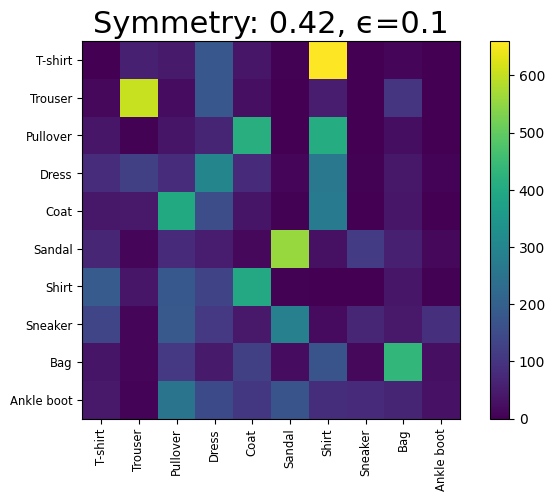 Symmetry: 0.42, ϵ=0.1
T-shirt
Trouser
Pullover
Dress
Coat
Sandal
Shirt
Sneaker
Bag
Ankle boot
T-shirt
Trouser
Pullover
Dress
Coat
Sandal
Shirt
Sneaker
Bag
Ankle boot
600
500
400
300
200
100
0